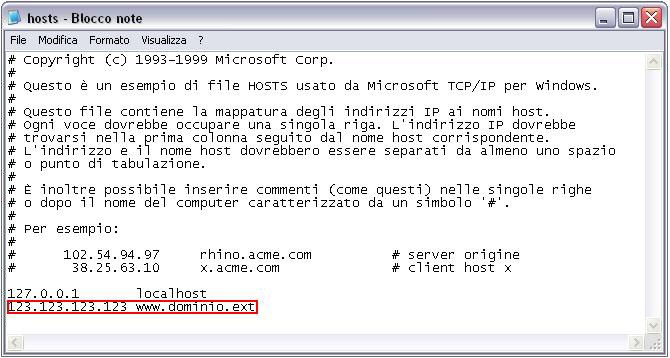 hosts - Blocco note
File Modifica Formato Visualizza ?
# Copyright (c) 1993-1999 Microsoft Corp.
#
# Questo è un esempio di file HOSTS usato da Microsoft TCP/IP per Windows.
#
# Questo file contiene la mappatura degli indirizzi IP ai nomi host.
# Ogni voce dovrebbe occupare una singola riga. L'indirizzo IP dovrebbe
# trovarsi nella prima colonna seguito dal nome host corrispondente.
# L'indirizzo e il nome host dovrebbero essere separati da almeno uno spazio
# o punto di tabulazione.
#
# È inoltre possibile inserire commenti (come questi) nelle singole righe
# o dopo il nome del computer caratterizzato da un simbolo '#'.
#
# Per esempio:
#
#      102.54.94.97     rhino.acme.com          # server origine
#       38.25.63.10     x.acme.com              # client host x
127.0.0.1       localhost
123.123.123.123 www.dominio.ext